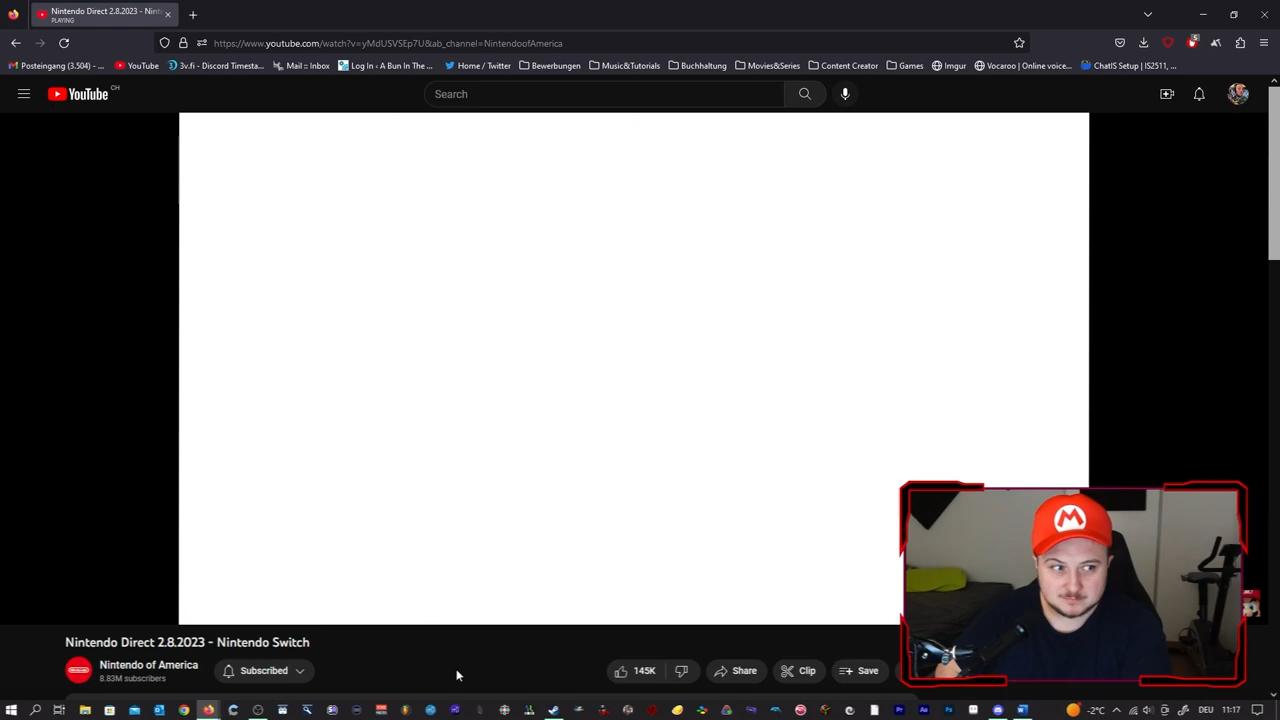 Nintendo Direct 2.8.2023 - Nint
PLAYING
https://www.youtube.com/watch?v=yMdUSVSEp7U&ab_channel=NintendoofAmerica
5
Posteingang (3.504) - ...
YouTube
3v.fi - Discord Timesta...
Mail :: Inbox
Log In ‹ A Bun In The ...
Home / Twitter
Bewerbungen
Music&Tutorials
Buchhaltung
Movies&Series
Content Creator
Games
Imgur
Vocaroo | Online voice...
ChatIS Setup | IS2511, ...
YouTube CH
Search
M
Nintendo Direct 2.8.2023 - Nintendo Switch
Nintendo of America
8.83M subscribers
Subscribed
145K
Share
Clip
Save
-2°C
DEU
11:17